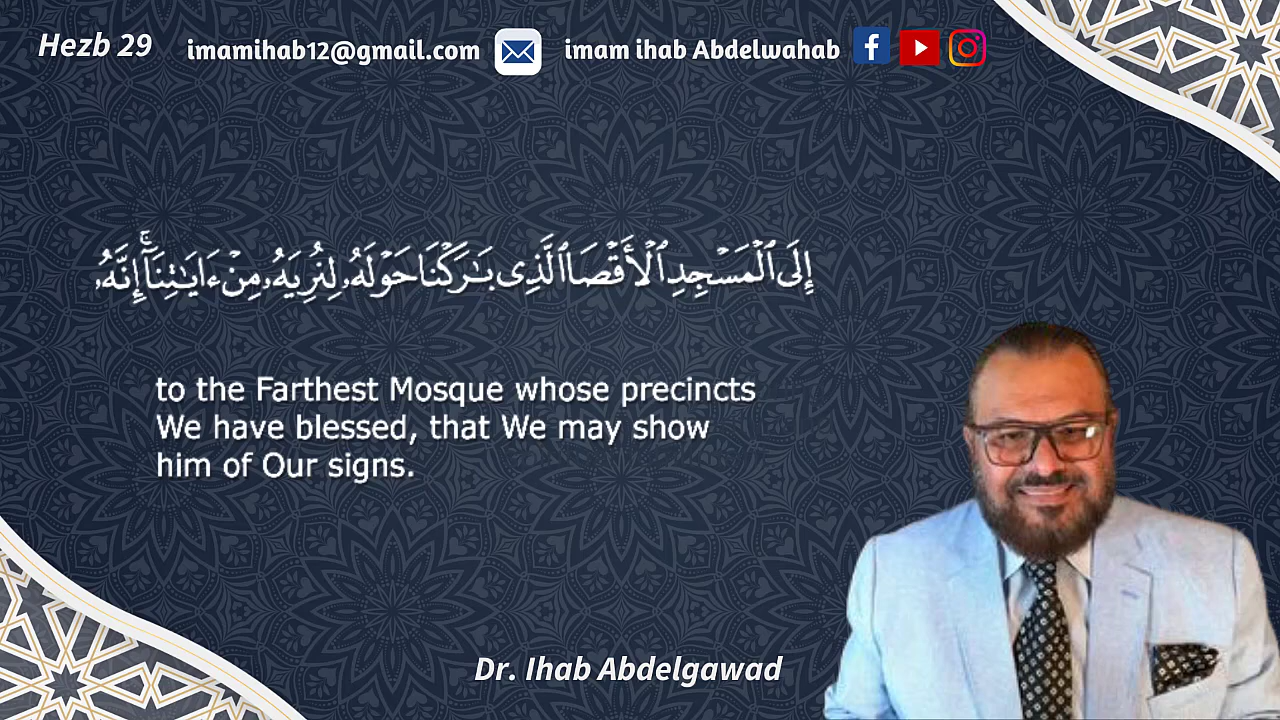 Hezb 29
imamihab12@gmail.com
imam ihab Abdelwahab
إِلَى ٱلْمَسْجِدِ ٱلْأَقْصَا ٱلَّذِى بَـٰرَكْنَا حَوْلَهُۥ لِنُرِيَهُۥ مِنْ ءَايَـٰتِنَآ ۚ إِنَّهُۥ
to the Farthest Mosque whose precincts
We have blessed, that We may show
him of Our signs.
Dr. Ihab Abdelgawad